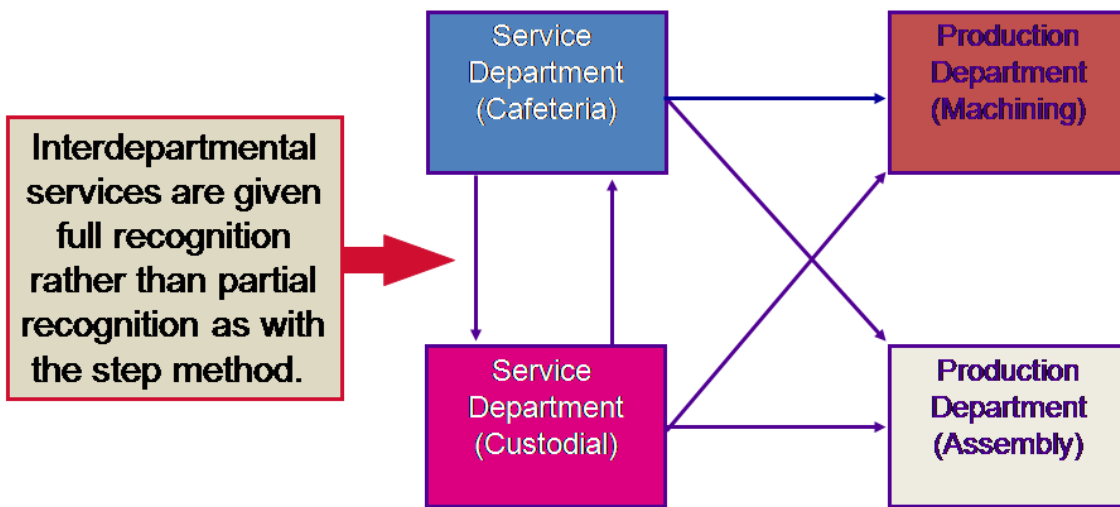 Interdepartmental
services are given
full recognition
rather than partial
recognition as with
the step method.
Service
Department
(Cafeteria)
Production
Department
(Machining)
Service
Department
(Custodial)
Production
Department
(Assembly)